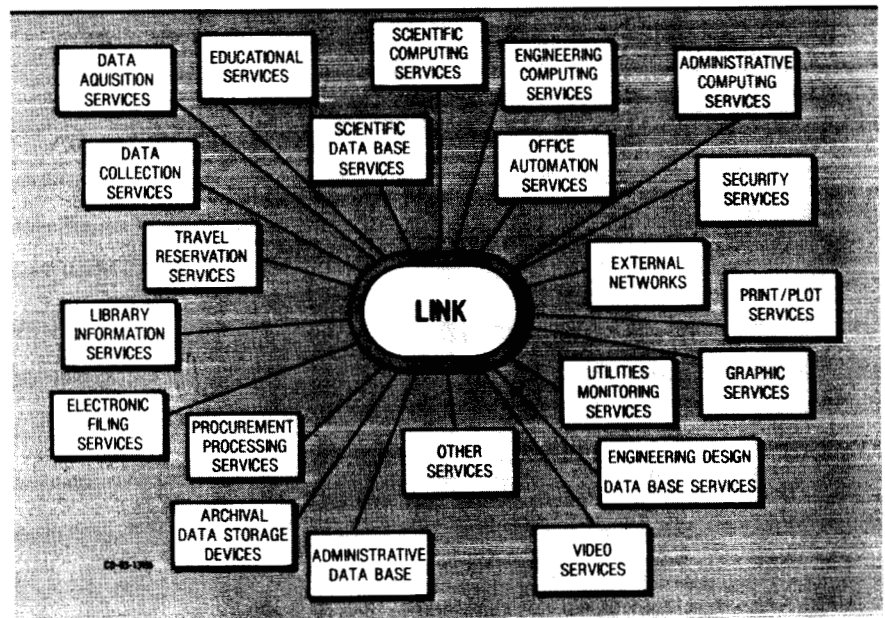 DATA
AQUISITION
SERVICES
EDUCATIONAL
SERVICES
SCIENTIFIC
COMPUTING
SERVICES
ENGINEERING
COMPUTING
SERVICES
ADMINISTRATIVE
COMPUTING
SERVICES
SCIENTIFIC
DATA BASE
SERVICES
OFFICE
AUTOMATION
SERVICES
DATA
COLLECTION
SERVICES
SECURITY
SERVICES
TRAVEL
RESERVATION
SERVICES
EXTERNAL
NETWORKS
LINK
PRINT/PLOT
SERVICES
LIBRARY
INFORMATION
SERVICES
UTILITIES
MONITORING
SERVICES
GRAPHIC
SERVICES
ELECTRONIC
FILING
SERVICES
PROCUREMENT
PROCESSING
SERVICES
OTHER
SERVICES
ENGINEERING DESIGN
DATA BASE SERVICES
ARCHIVAL
DATA STORAGE
DEVICES
ADMINISTRATIVE
DATA BASE
VIDEO
SERVICES